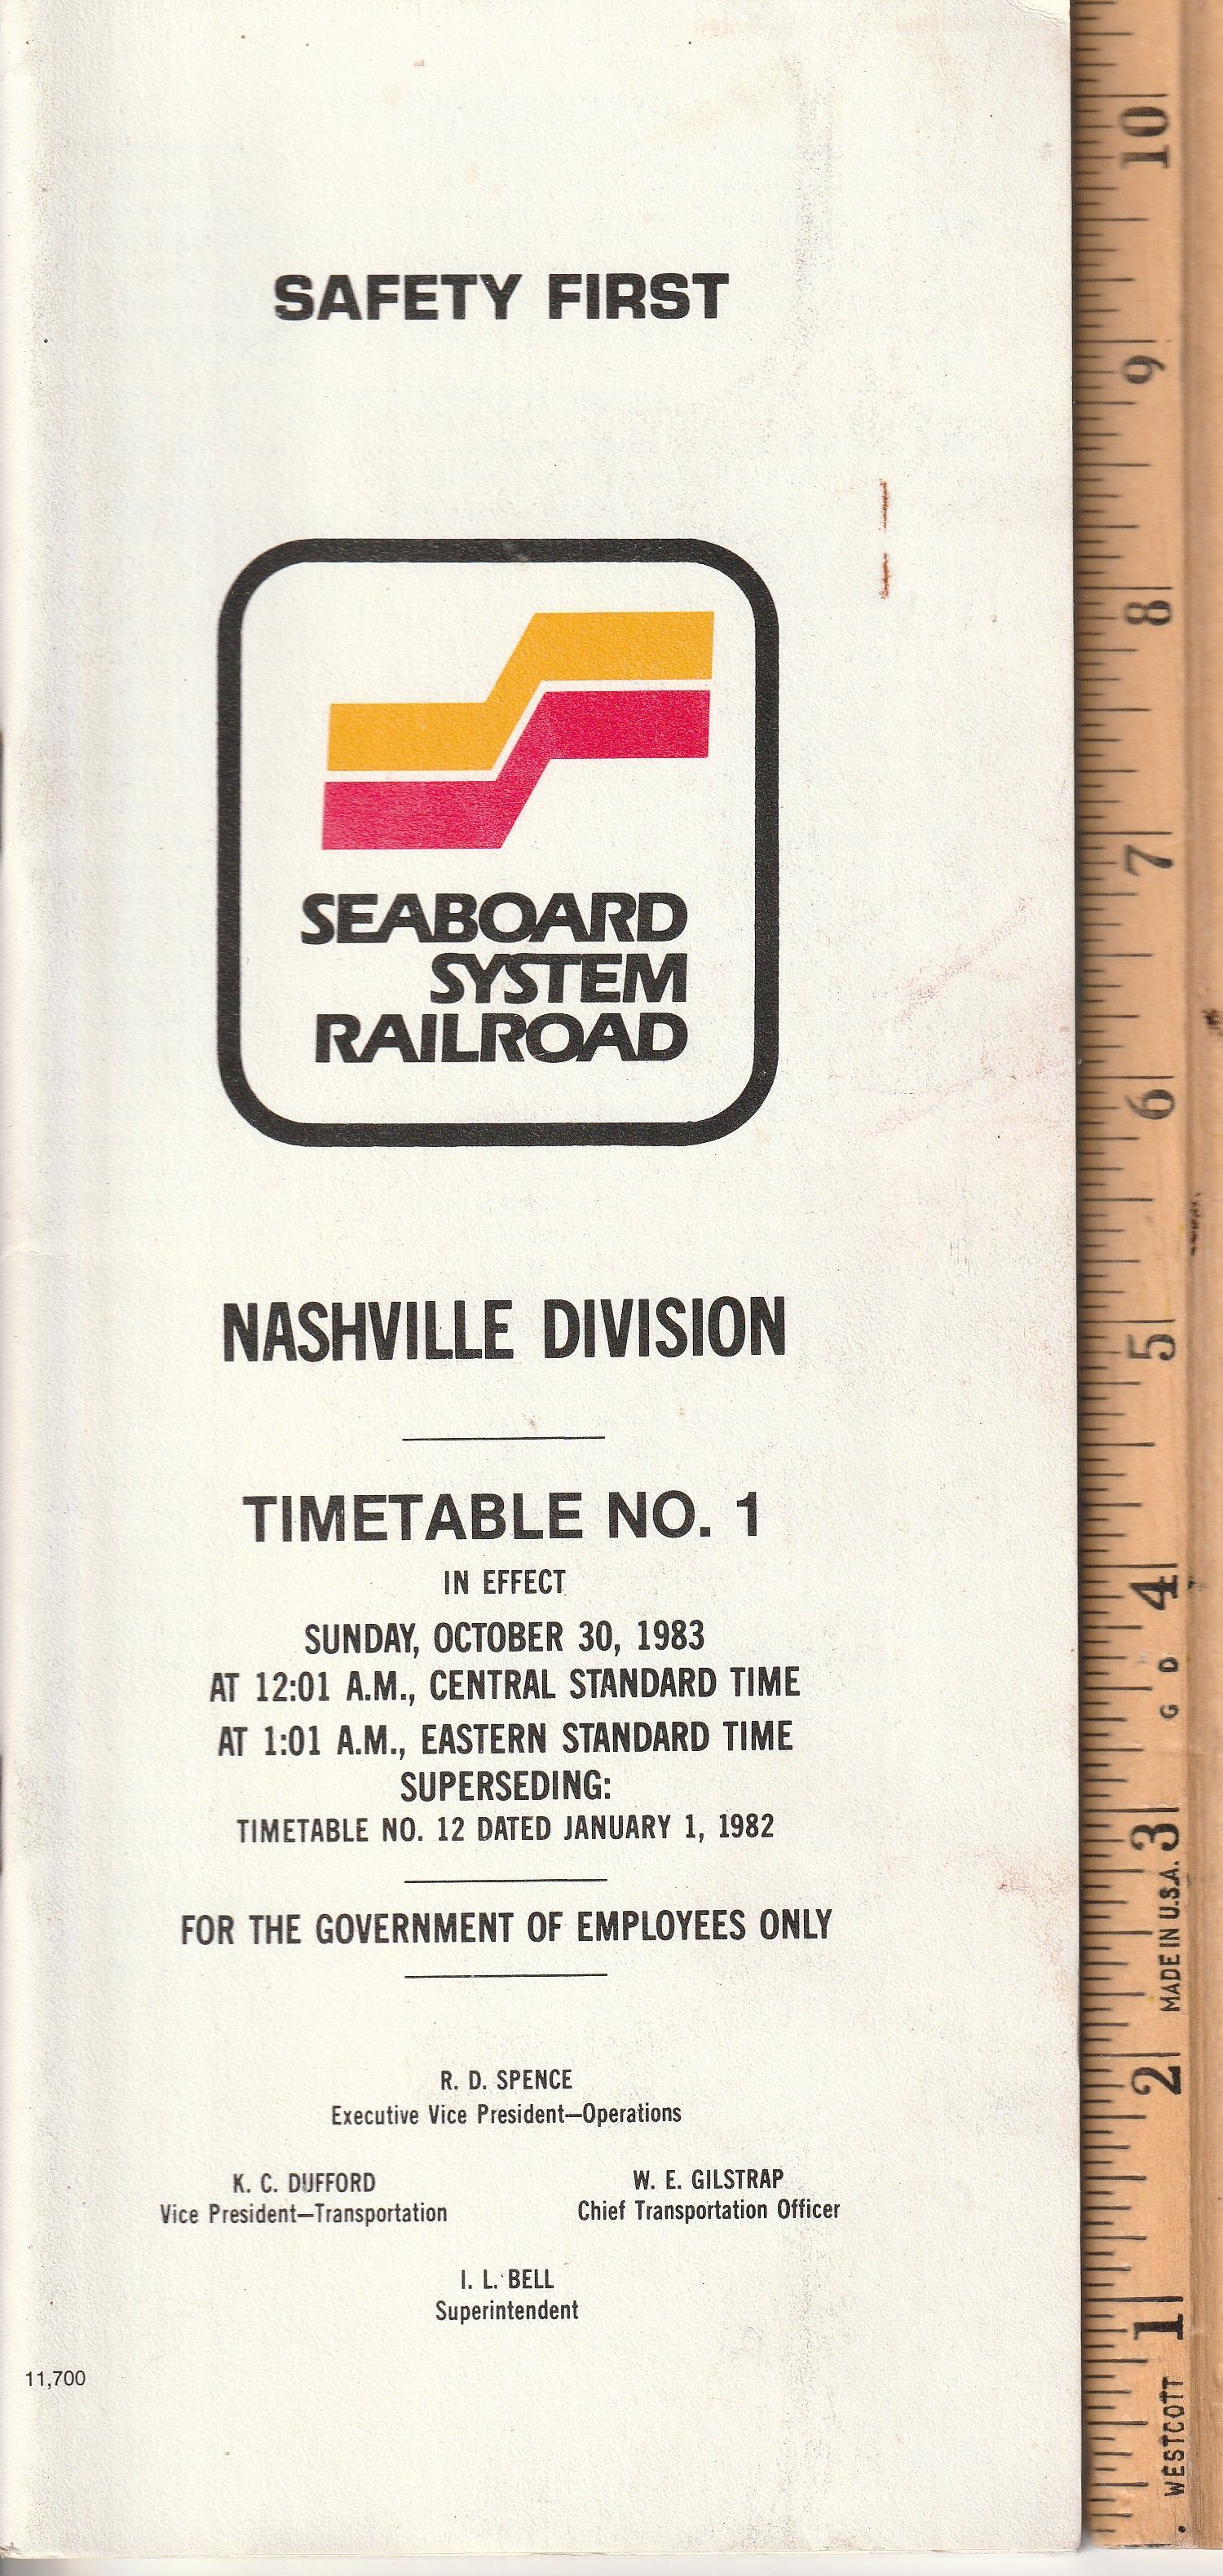 SAFETY FIRST
SEABOARD
SYSTEM
RAILROAD
NASHVILLE DIVISION
TIMETABLE NO. 1
IN EFFECT
SUNDAY, OCTOBER 30, 1983
AT 12:01 A.M., CENTRAL STANDARD TIME
AT 1:01 A.M., EASTERN STANDARD TIME
SUPERSEDING:
TIMETABLE NO. 12 DATED JANUARY 1, 1982
FOR THE GOVERNMENT OF EMPLOYEES ONLY
R. D. SPENCE
Executive Vice President—Operations
K. C. DUFFORD
Vice President—Transportation
W. E. GILSTRAP
Chief Transportation Officer
I. L. BELL
Superintendent
11,700
10
9
8
7
6
5
4
G D
3
MADE IN U.S.A.
2
1
WESTCOTT